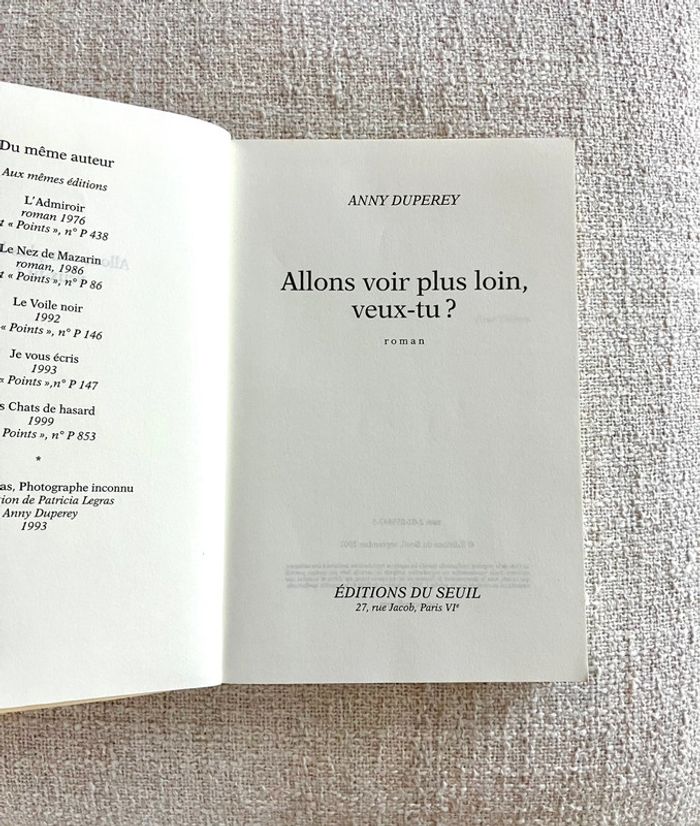 Du même auteur
Aux mêmes éditions
L'Admiroir
roman 1976
« Points », n° P 438
Le Nez de Mazarin
roman, 1986
« Points », n° P 86
Le Voile noir
1992
« Points », n° P 146
Je vous écris
1993
« Points »,n° P 147
Chats de hasard
1999
Points », n° P 853
*
Photographe inconnu
de Patricia Legras
Anny Duperey
1993
ANNY DUPEREY
Allons voir plus loin,
veux-tu ?
roman
ÉDITIONS DU SEUIL
27, rue Jacob, Paris VIᵉ